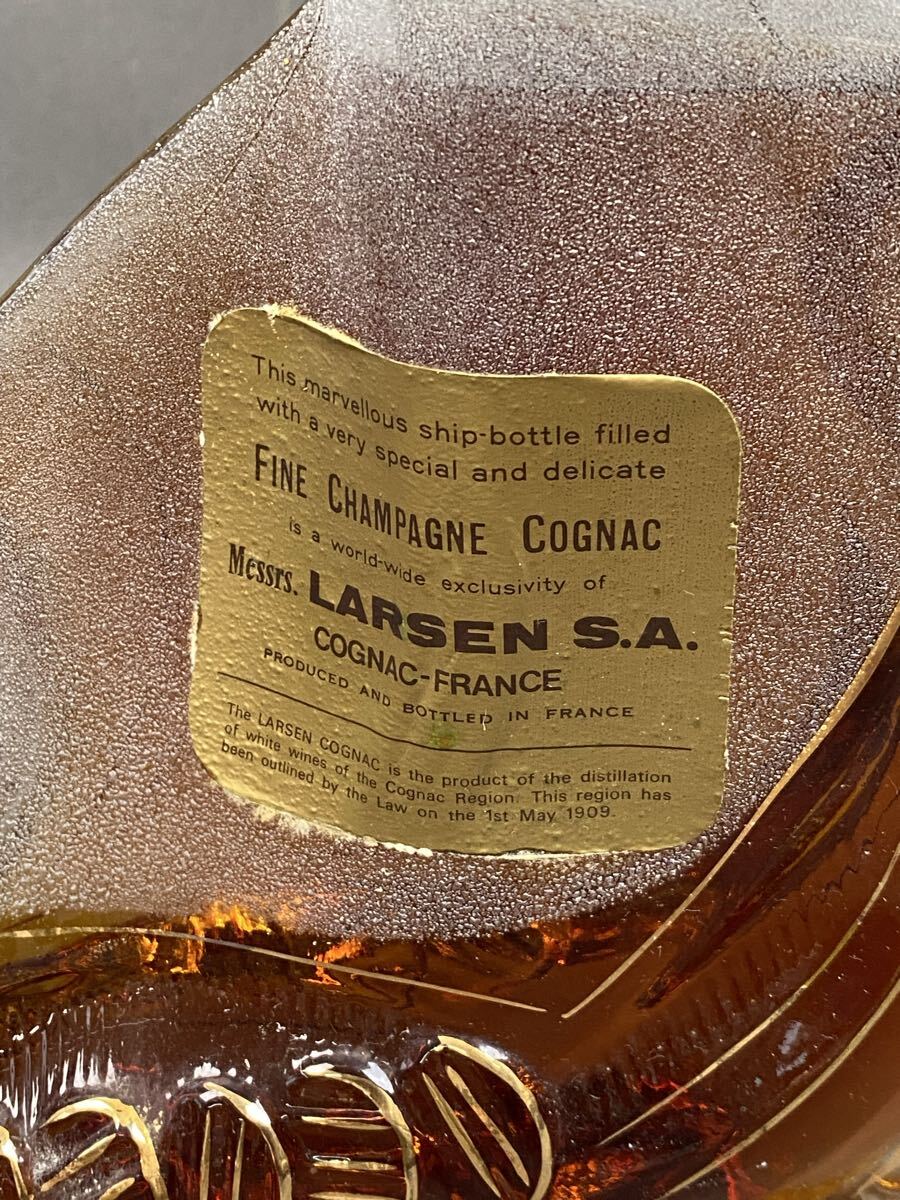 This marvellous ship-bottle filled
with a very special and delicate
FINE CHAMPAGNE COGNAC
is a world-wide exclusivity of
Messrs. LARSEN S.A.
COGNAC-FRANCE
PRODUCED AND BOTTLED IN FRANCE
The LARSEN COGNAC is the product of the distillation
of white wines of the Cognac Region. This region has
been outlined by the Law on the 1st May 1909.